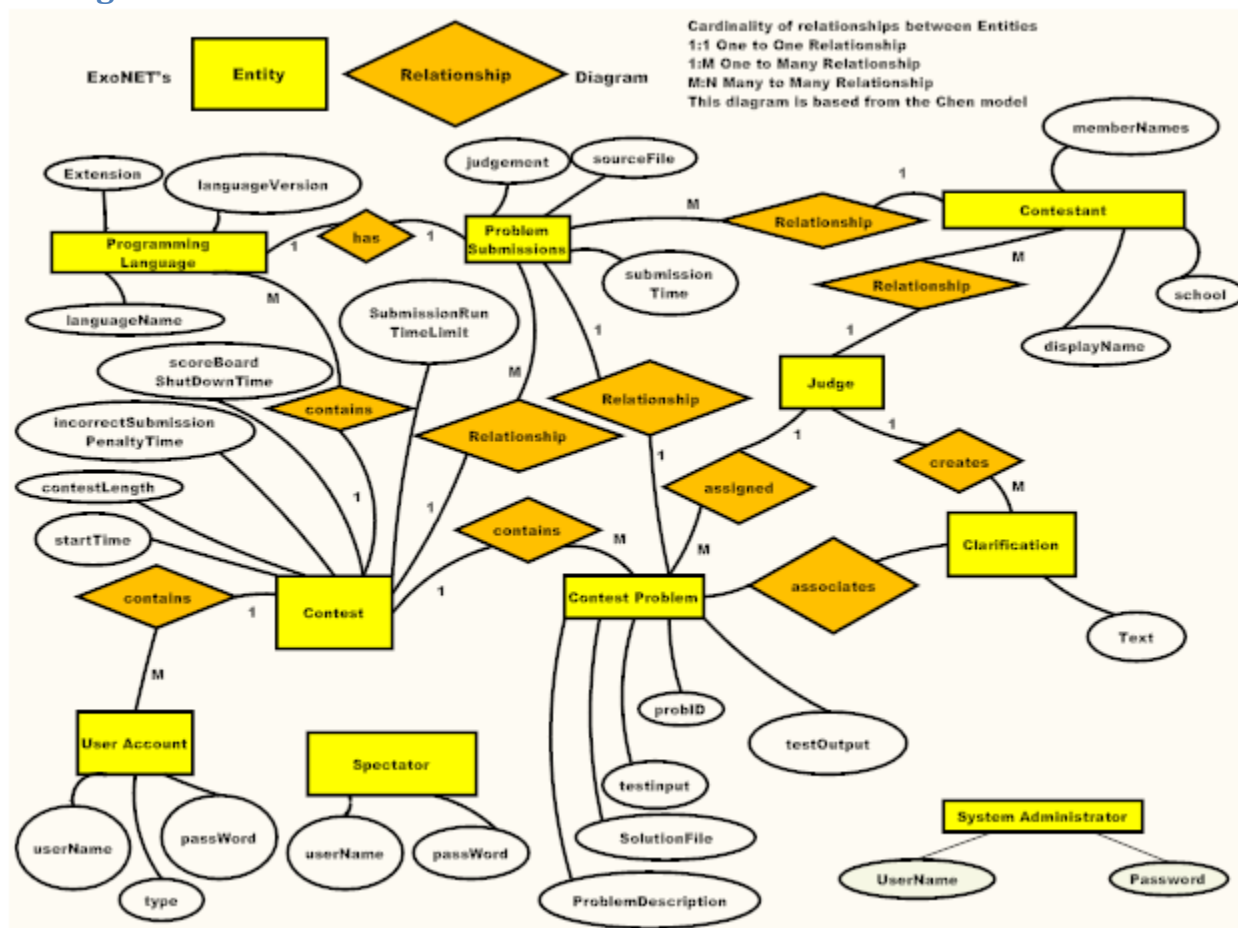 ExoNET's
Entity
Relationship
Diagram
Cardinality of relationships between Entities
1:1 One to One Relationship
1:M One to Many Relationship
M:N Many to Many Relationship
This diagram is based from the Chen model
memberNames
judgement
sourceFile
Extension
languageVersion
1
M
Relationship
Contestant
Programming
Language
1
has
1
Problem
Submissions
submission
Time
M
Relationship
school
languageName
M
SubmissionRun
TimeLimit
1
1
displayName
scoreBoard
ShutDownTime
M
Judge
contains
Relationship
incorrectSubmission
PenaltyTime
Relationship
1
1
creates
contestLength
1
1
1
assigned
M
startTime
contains
M
Clarification
contains
1
Contest
1
M
Contest Problem
associates
Text
M
probID
User Account
Spectator
testOutput
testinput
System Administrator
userName
passWord
userName
passWord
SolutionFile
UserName
Password
type
ProblemDescription